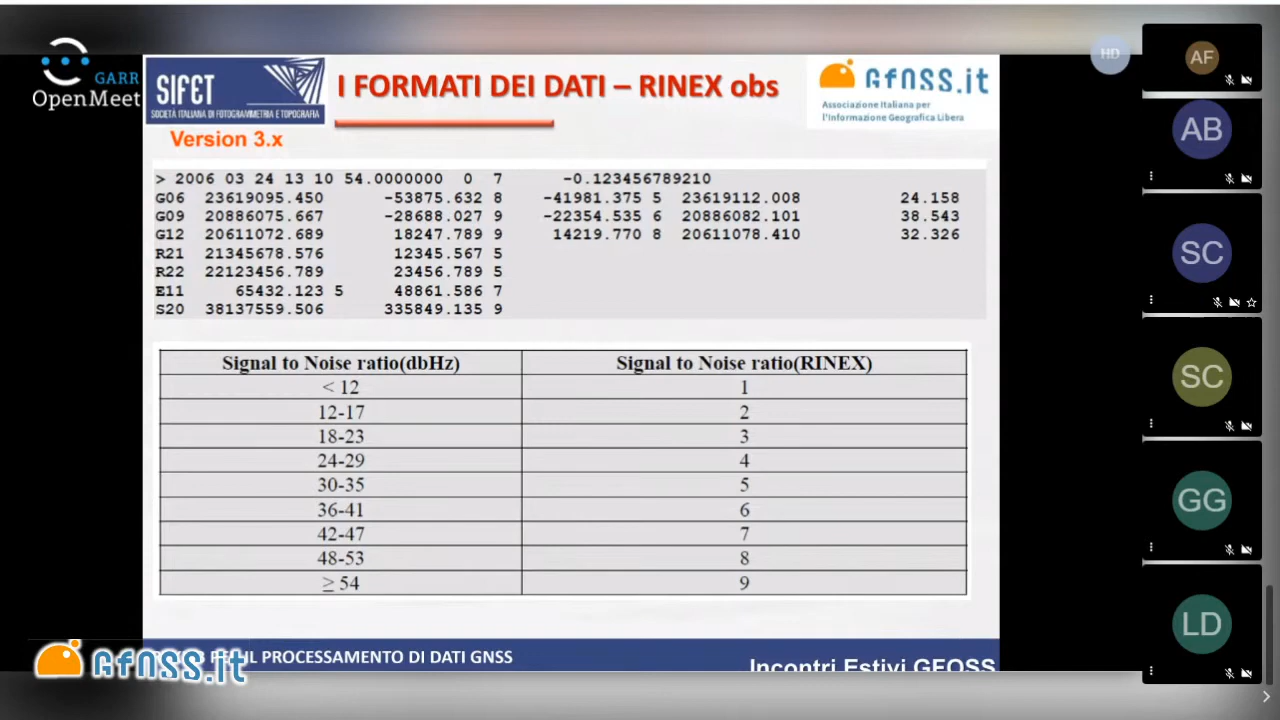 GARR
OpenMeet
SIFET
SOCIETÀ ITALIANA DI FOTOGRAMMETRIA E TOPOGRAFIA
I FORMATI DEI DATI – RINEX obs
GFOSS.it
Associazione Italiana per
l'Informazione Geografica Libera
Version 3.x
> 2006 03 24 13 10 54.0000000 0 7 -0.123456789210
G06 23619095.450 -53875.632 8 -41981.375 5 23619112.008 24.158
G09 20886075.667 -28688.027 9 -22354.535 6 20886082.101 38.543
G12 20611072.689 18247.789 9 14219.770 8 20611078.410 32.326
R21 21345678.576 12345.567 5
R22 22123456.789 23456.789 5
E11 65432.123 5 48861.586 7
S20 38137559.506 335849.135 9
Signal to Noise ratio(dbHz) Signal to Noise ratio(RINEX)
< 12 1
12-17 2
18-23 3
24-29 4
30-35 5
36-41 6
42-47 7
48-53 8
≥ 54 9
IL PROCESSAMENTO DI DATI GNSS
Incontri Estivi GFOSS
GFOSS.it
HD
AF
AB
SC
SC
GG
LD